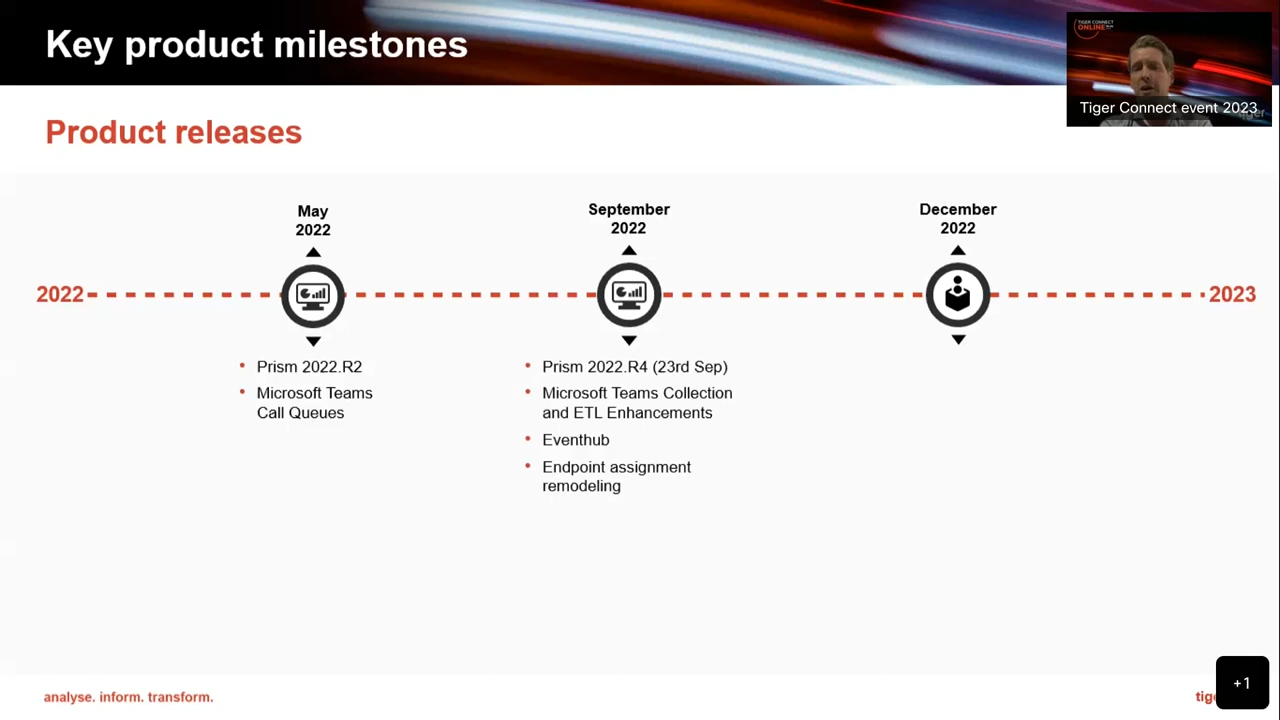 Key product milestones
TIGER CONNECT
ONLINE
Tiger Connect event 2023
tiger
Product releases
May
2022
September
2022
December
2022
2022
2023
• Prism 2022.R2
• Microsoft Teams
Call Queues
• Prism 2022.R4 (23rd Sep)
• Microsoft Teams Collection
and ETL Enhancements
• Eventhub
• Endpoint assignment
remodeling
analyse. inform. transform.
+1